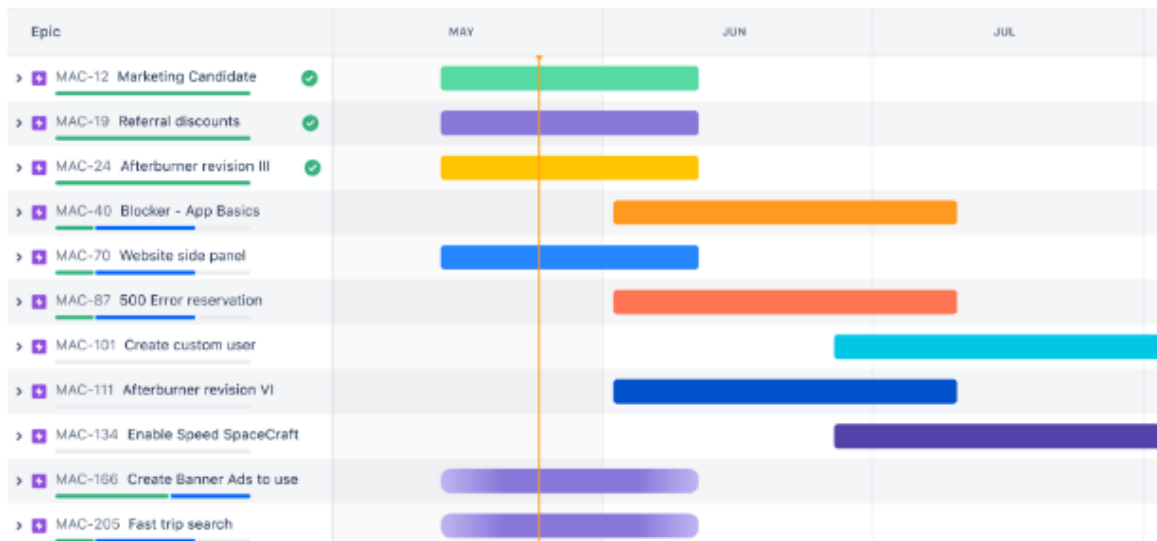 Epic MAY JUN JUL
MAC-12 Marketing Candidate
MAC-19 Referral discounts
MAC-24 Afterburner revision III
MAC-40 Blocker - App Basics
MAC-70 Website side panel
MAC-87 500 Error reservation
MAC-101 Create custom user
MAC-111 Afterburner revision VI
MAC-134 Enable Speed SpaceCraft
MAC-166 Create Banner Ads to use
MAC-205 Fast trip search